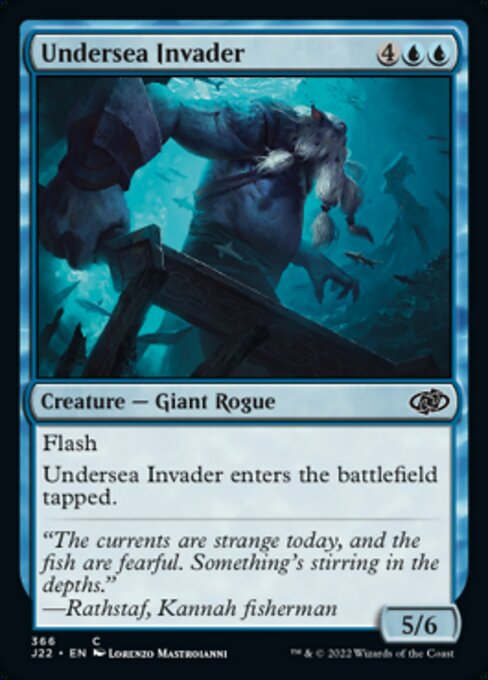 Undersea Invader 4
Creature — Giant Rogue
Flash
Undersea Invader enters the battlefield
tapped.
“The currents are strange today, and the
fish are fearful. Something’s stirring in the
depths.”
—Rathstaf, Kannah fisherman
5/6
366 C
J22 • EN Lorenzo Mastroianni
™ & © 2022 Wizards of the Coast